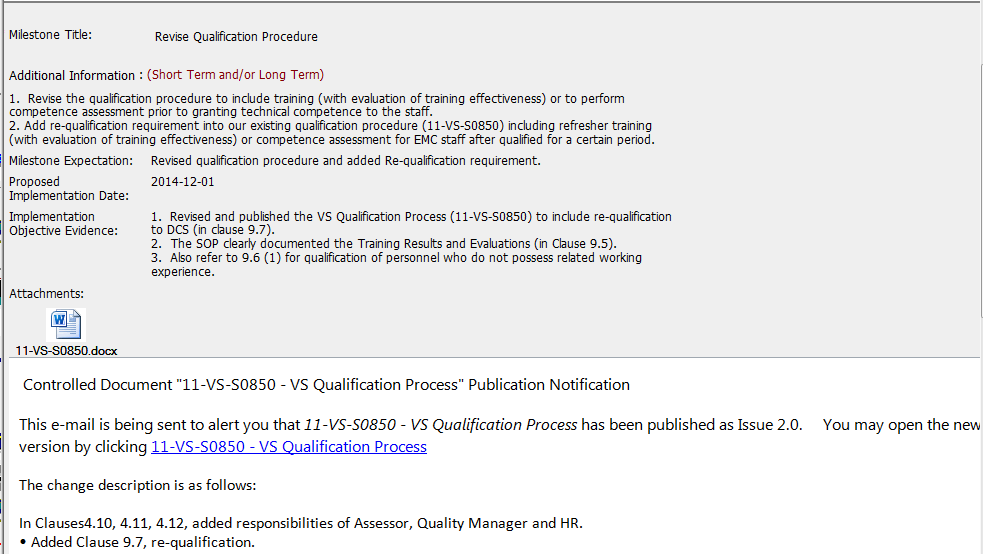 Milestone Title: Revise Qualification Procedure
Additional Information : (Short Term and/or Long Term)
1. Revise the qualification procedure to include training (with evaluation of training effectiveness) or to perform
competence assessment prior to granting technical competence to the staff.
2. Add re-qualification requirement into our existing qualification procedure (11-VS-S0850) including refresher training
(with evaluation of training effectiveness) or competence assessment for EMC staff after qualified for a certain period.
Milestone Expectation: Revised qualification procedure and added Re-qualification requirement.
Proposed 2014-12-01
Implementation Date:
Implementation 1. Revised and published the VS Qualification Process (11-VS-S0850) to include re-qualification
Objective Evidence: to DCS (in clause 9.7).
2. The SOP clearly documented the Training Results and Evaluations (in Clause 9.5).
3. Also refer to 9.6 (1) for qualification of personnel who do not possess related working
experience.
Attachments:
11-VS-S0850.docx
Controlled Document "11-VS-S0850 - VS Qualification Process" Publication Notification
This e-mail is being sent to alert you that 11-VS-S0850 - VS Qualification Process has been published as Issue 2.0. You may open the new
version by clicking 11-VS-S0850 - VS Qualification Process
The change description is as follows:
In Clauses4.10, 4.11, 4.12, added responsibilities of Assessor, Quality Manager and HR.
• Added Clause 9.7, re-qualification.